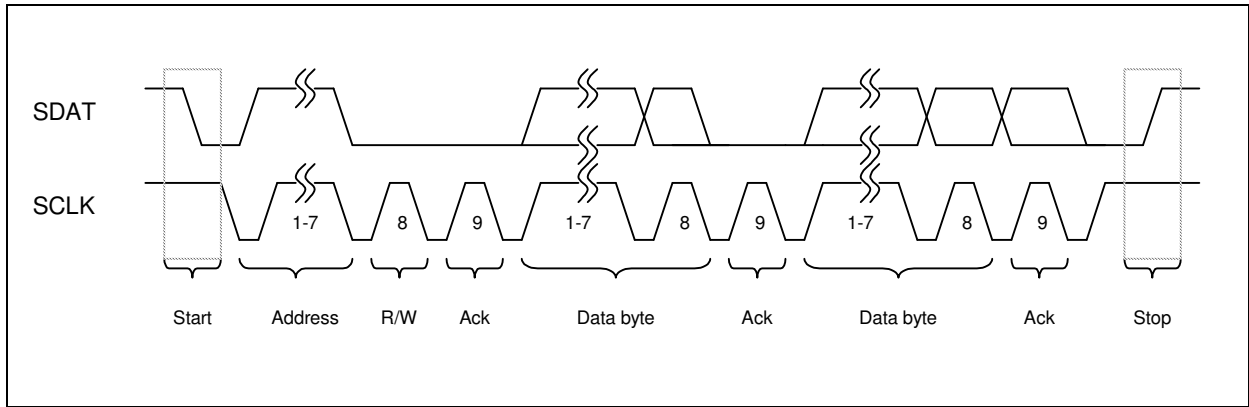 SDAT
SCLK
1-7 8 9 1-7 8 9 1-7 8 9
Start Address R/W Ack Data byte Ack Data byte Ack Stop